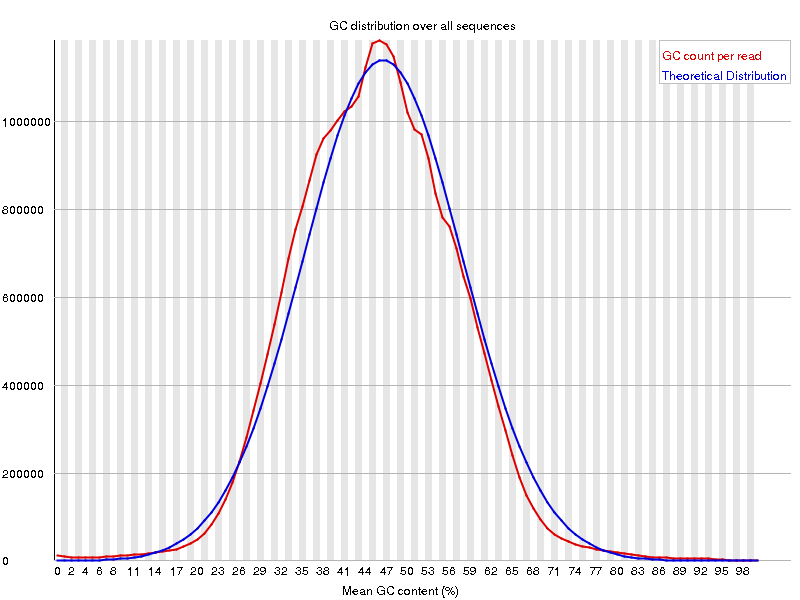 GC distribution over all sequences
GC count per read
Theoretical Distribution
1000000
800000
600000
400000
200000
0
0 2 4 6 8 11 14 17 20 23 26 29 32 35 38 41 44 47 50 53 56 59 62 65 68 71 74 77 80 83 86 89 92 95 98
Mean GC content (%)